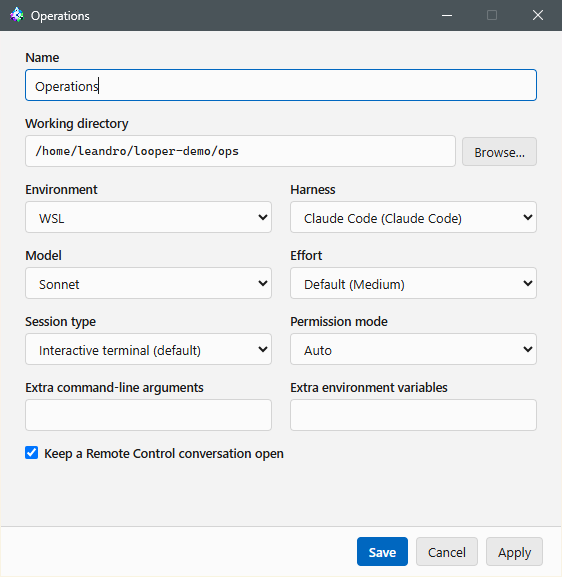 Operations
Name
Operations
Working directory
/home/leandro/looper-demo/ops
Browse...
Environment
Harness
WSL
Claude Code (Claude Code)
Model
Effort
Sonnet
Default (Medium)
Session type
Permission mode
Interactive terminal (default)
Auto
Extra command-line arguments
Extra environment variables
Keep a Remote Control conversation open
Save
Cancel
Apply